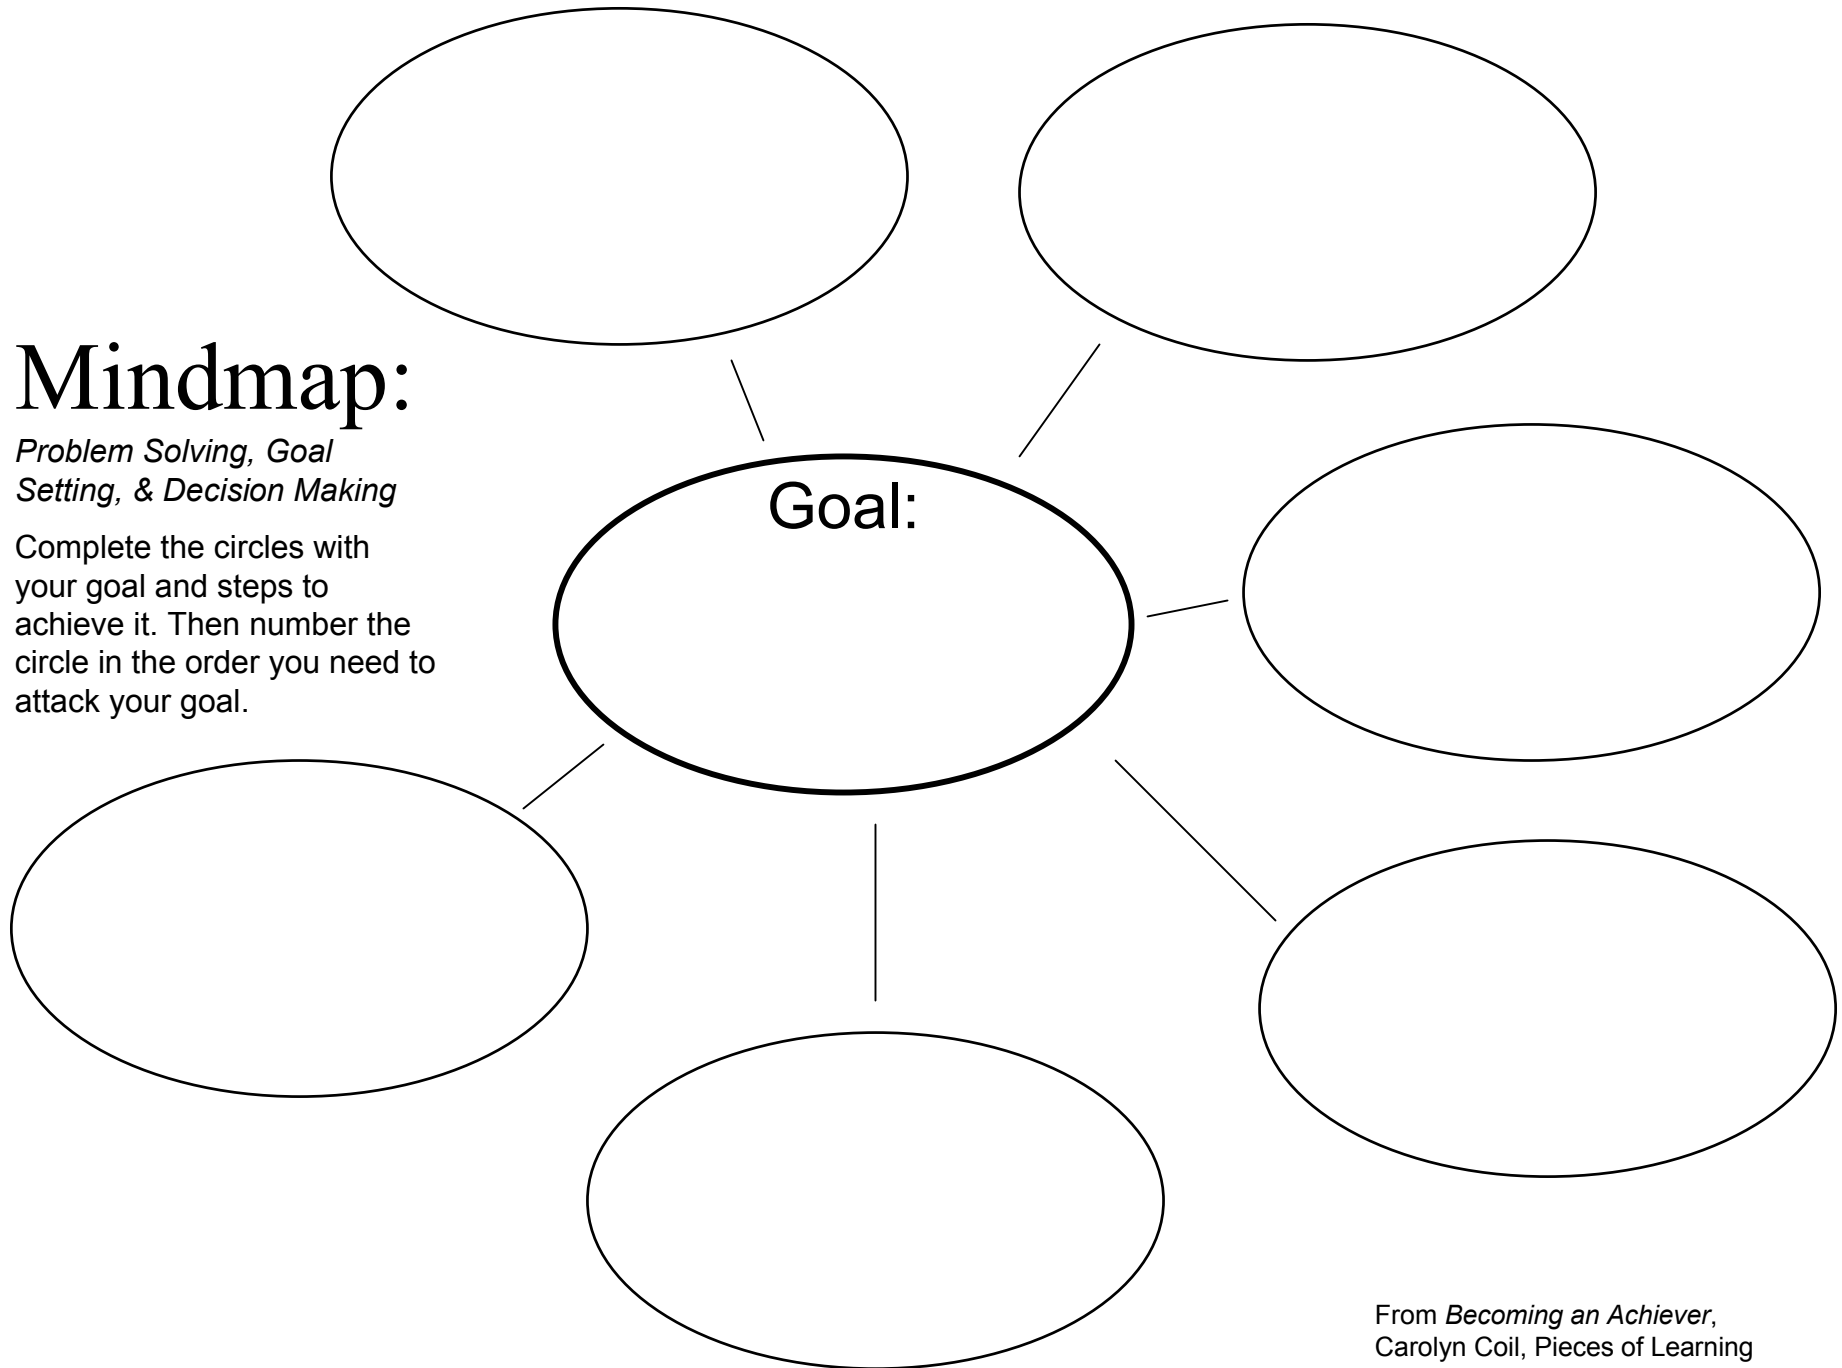 Mindmap:
Problem Solving, Goal
Setting, & Decision Making
Complete the circles with
your goal and steps to
achieve it. Then number the
circle in the order you need to
attack your goal.
Goal:
From Becoming an Achiever,
Carolyn Coil, Pieces of Learning